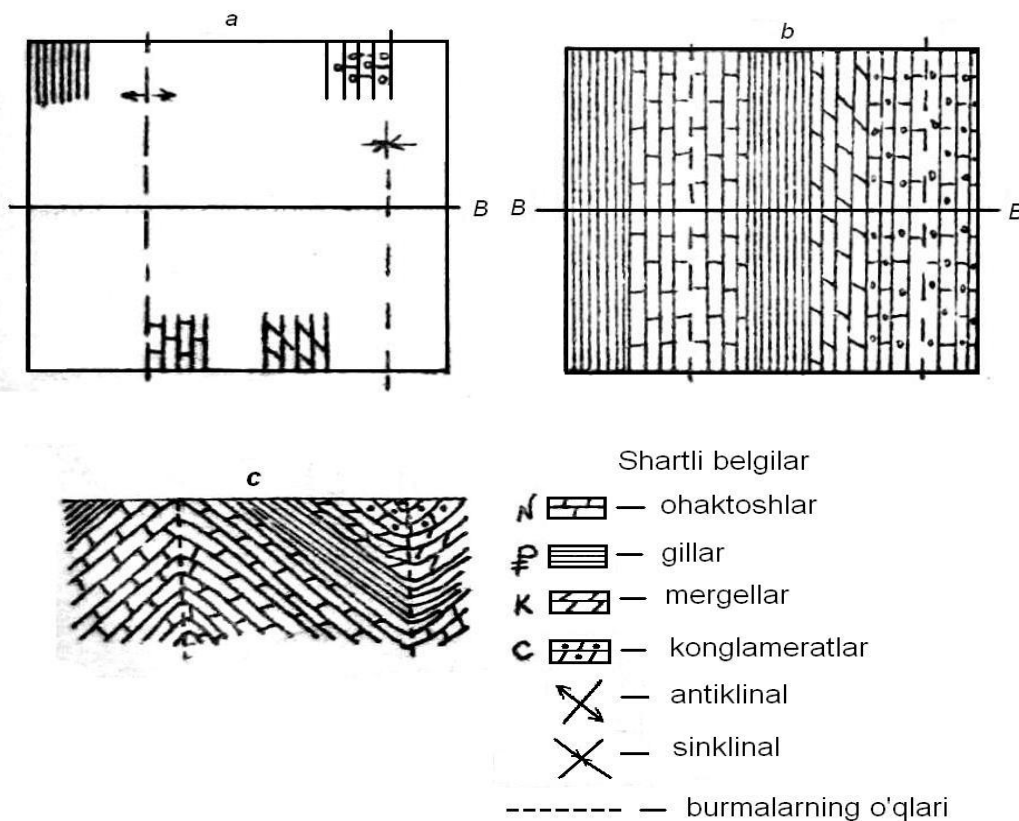 a
b
B
B
B
c
Shartli belgilar
N — ohaktoshlar
— gillar
K — mergellar
C — konglameratlar
— antiklinal
— sinklinal
— burmalarning o'qlari